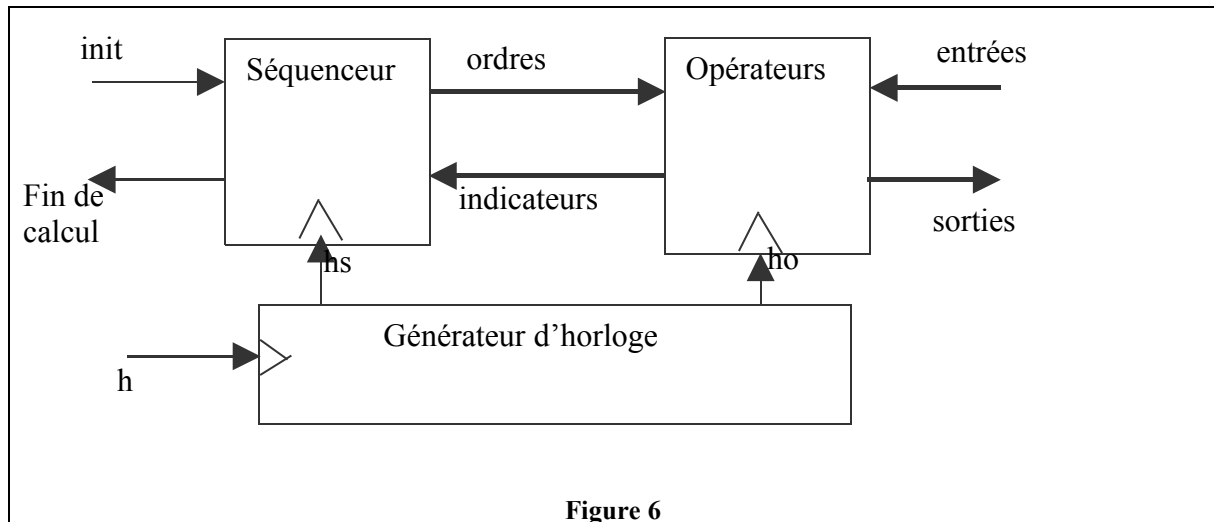 init
Séquenceur
ordres
Opérateurs
entrées
Fin de
calcul
indicateurs
sorties
hs
ho
Générateur d'horloge
h
Figure 6